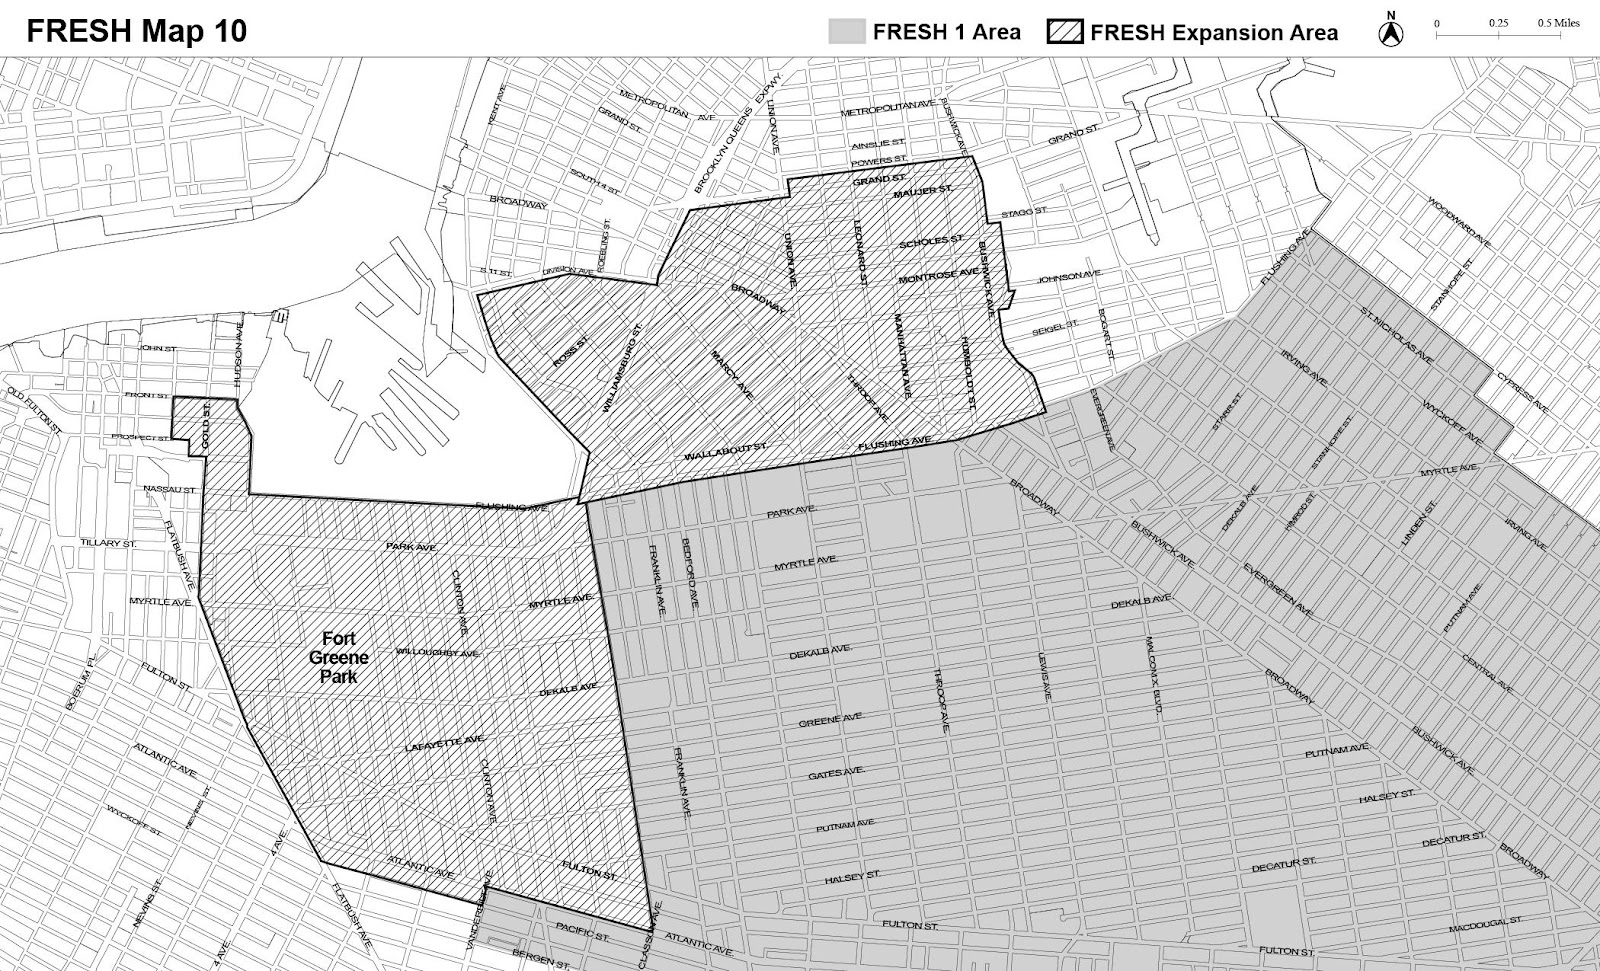 FRESH Map 10
FRESH 1 Area
FRESH Expansion Area
N
0 0.25 0.5 Miles
KENT AVE.
METROPOLITAN AVE
GRAND ST.
BROOKLYN QUEENS EXPWY.
UNION AVE.
METROPOLITAN AVE.
BUSHWICK AVE.
GRAND ST.
AINSLIE ST.
POWERS ST.
GRAND ST.
MAUJER ST.
SOUTH 4 ST.
BROADWAY
ROEBLING ST.
STAGG ST.
WOODWARD AVE.
UNION AVE.
LEONARD ST.
SCHOLES ST.
BUSHWICK AVE.
FLUSHING AVE.
S.11 ST.
DIVISION AVE.
MONTROSE AVE.
JOHNSON AVE.
STANHOPE ST.
BROADWAY
HUDSON AVE.
JOHN ST.
ROSS ST.
WILLIAMSBURG ST.
MARCY AVE.
MANHATTAN AVE.
HUMBOLDT ST.
SEIGEL ST.
BOGART ST.
ST. NICHOLAS AVE.
IRVING AVE.
CYPRESS AVE.
OLD FULTON ST.
FRONT ST.
GOLD ST.
PROSPECT ST.
THROOP AVE.
EVERGREEN AVE.
STARR ST.
STANHOPE ST.
WYCKOFF AVE.
WALLABOUT ST.
FLUSHING AVE.
MYRTLE AVE.
NASSAU ST.
FLUSHING AVE.
BROADWAY
DEKALB AVE.
HIMROD ST.
LINDEN ST.
IRVING AVE.
PARK AVE.
FLATBUSH AVE.
TILLARY ST.
PARK AVE.
BUSHWICK AVE.
FRANKLIN AVE.
BEDFORD AVE.
MYRTLE AVE.
CLINTON AVE.
EVERGREEN AVE.
PUTNAM AVE.
MYRTLE AVE.
MYRTLE AVE.
DEKALB AVE.
Fort
Greene
Park
WILLOUGHBY AVE.
DEKALB AVE.
LEWIS AVE.
MALCOM X. BLVD.
CENTRAL AVE.
BOERUM PL.
FULTON ST.
DEKALB AVE.
THROOP AVE.
BROADWAY
GREENE AVE.
LAFAYETTE AVE.
BUSHWICK AVE.
PUTNAM AVE.
ATLANTIC AVE.
CLINTON AVE.
FRANKLIN AVE.
GATES AVE.
HALSEY ST.
WYCKOFF ST.
NEVINS ST.
PUTNAM AVE.
4 AVE.
DECATUR ST.
BROADWAY
ATLANTIC AVE.
FULTON ST.
HALSEY ST.
DECATUR ST.
NEVINS ST.
FLATBUSH AVE.
PACIFIC ST.
FULTON ST.
MACDOUGAL ST.
4 AVE.
BERGEN ST.
ATLANTIC AVE.
FULTON ST.